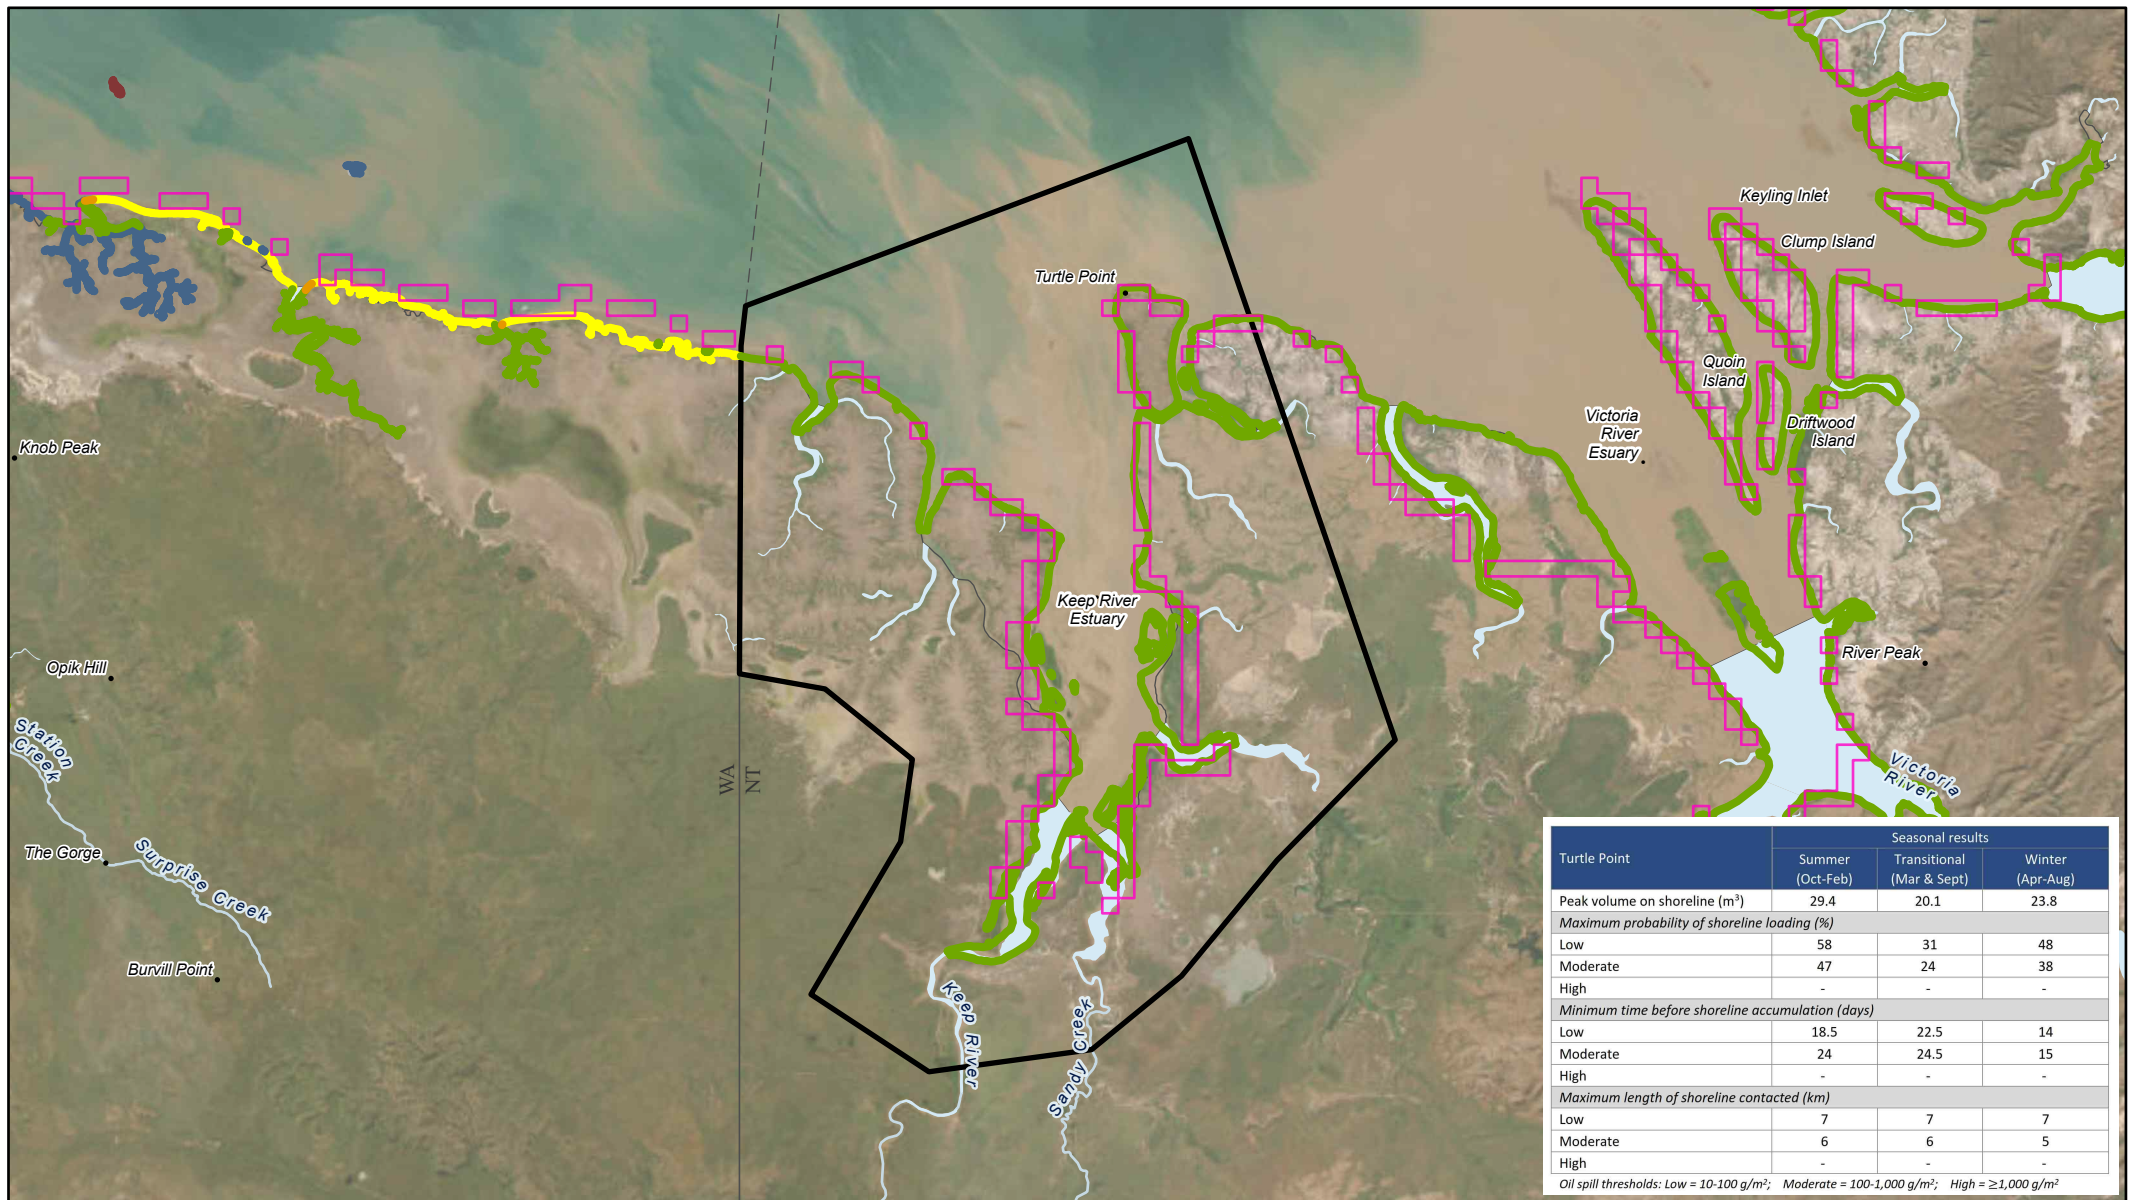 Keyling Inlet
Clump Island
Turtle Point
Quoin
Island
Driftwood
Island
Victoria
River
Esuary
Knob Peak
Keep River
Estuary
Opik Hill
River Peak
Station
Creek
WA
NT
Victoria
River
The Gorge
Surprise Creek
Burvill Point
Keep River
Sandy Creek
Turtle Point
Seasonal results
Summer
(Oct-Feb)
Transitional
(Mar & Sept)
Winter
(Apr-Aug)
Peak volume on shoreline (m³) 29.4 20.1 23.8
Maximum probability of shoreline loading (%)
Low 58 31 48
Moderate 47 24 38
High - - -
Minimum time before shoreline accumulation (days)
Low 18.5 22.5 14
Moderate 24 24.5 15
High - - -
Maximum length of shoreline contacted (km)
Low 7 7 7
Moderate 6 6 5
High - - -
Oil spill thresholds: Low = 10-100 g/m²; Moderate = 100-1,000 g/m²; High = ≥1,000 g/m²